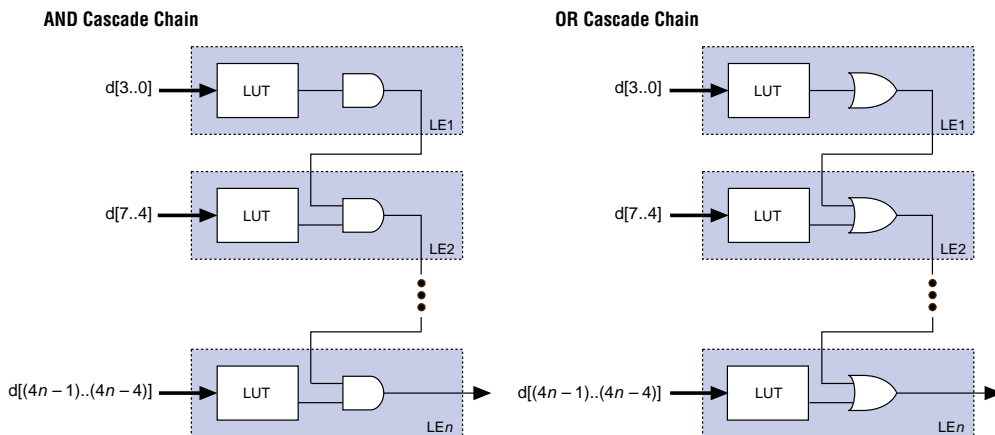 AND Cascade Chain
OR Cascade Chain
d[3..0]
LUT
LE1
d[3..0]
LUT
LE1
d[7..4]
LUT
LE2
d[7..4]
LUT
LE2
d[(4n – 1)..(4n – 4)]
LUT
LEn
d[(4n – 1)..(4n – 4)]
LUT
LEn